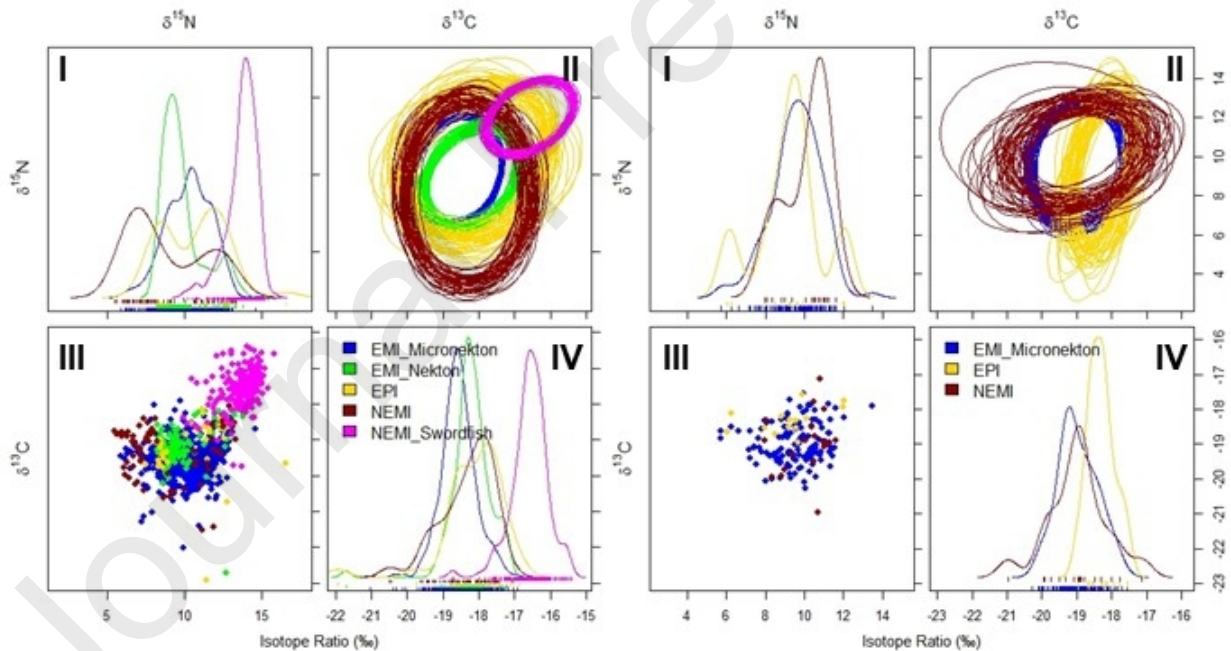 δ15N δ13C δ15N δ13C
I II I II
δ15N δ15N
14
12
10
8
6
4
III IV III IV
EMI_Micronekton
EMI_Nekton
EPI
NEMI
NEMI_Swordfish
EMI_Micronekton
EPI
NEMI
δ13C δ13C
-16
-17
-18
-19
-20
-21
-22
-23
5 10 15 -22 -21 -20 -19 -18 -17 -16 -15 4 6 8 10 12 14 16 -23 -22 -21 -20 -19 -18 -17 -16
Isotope Ratio (‰) Isotope Ratio (‰)
Journal
re